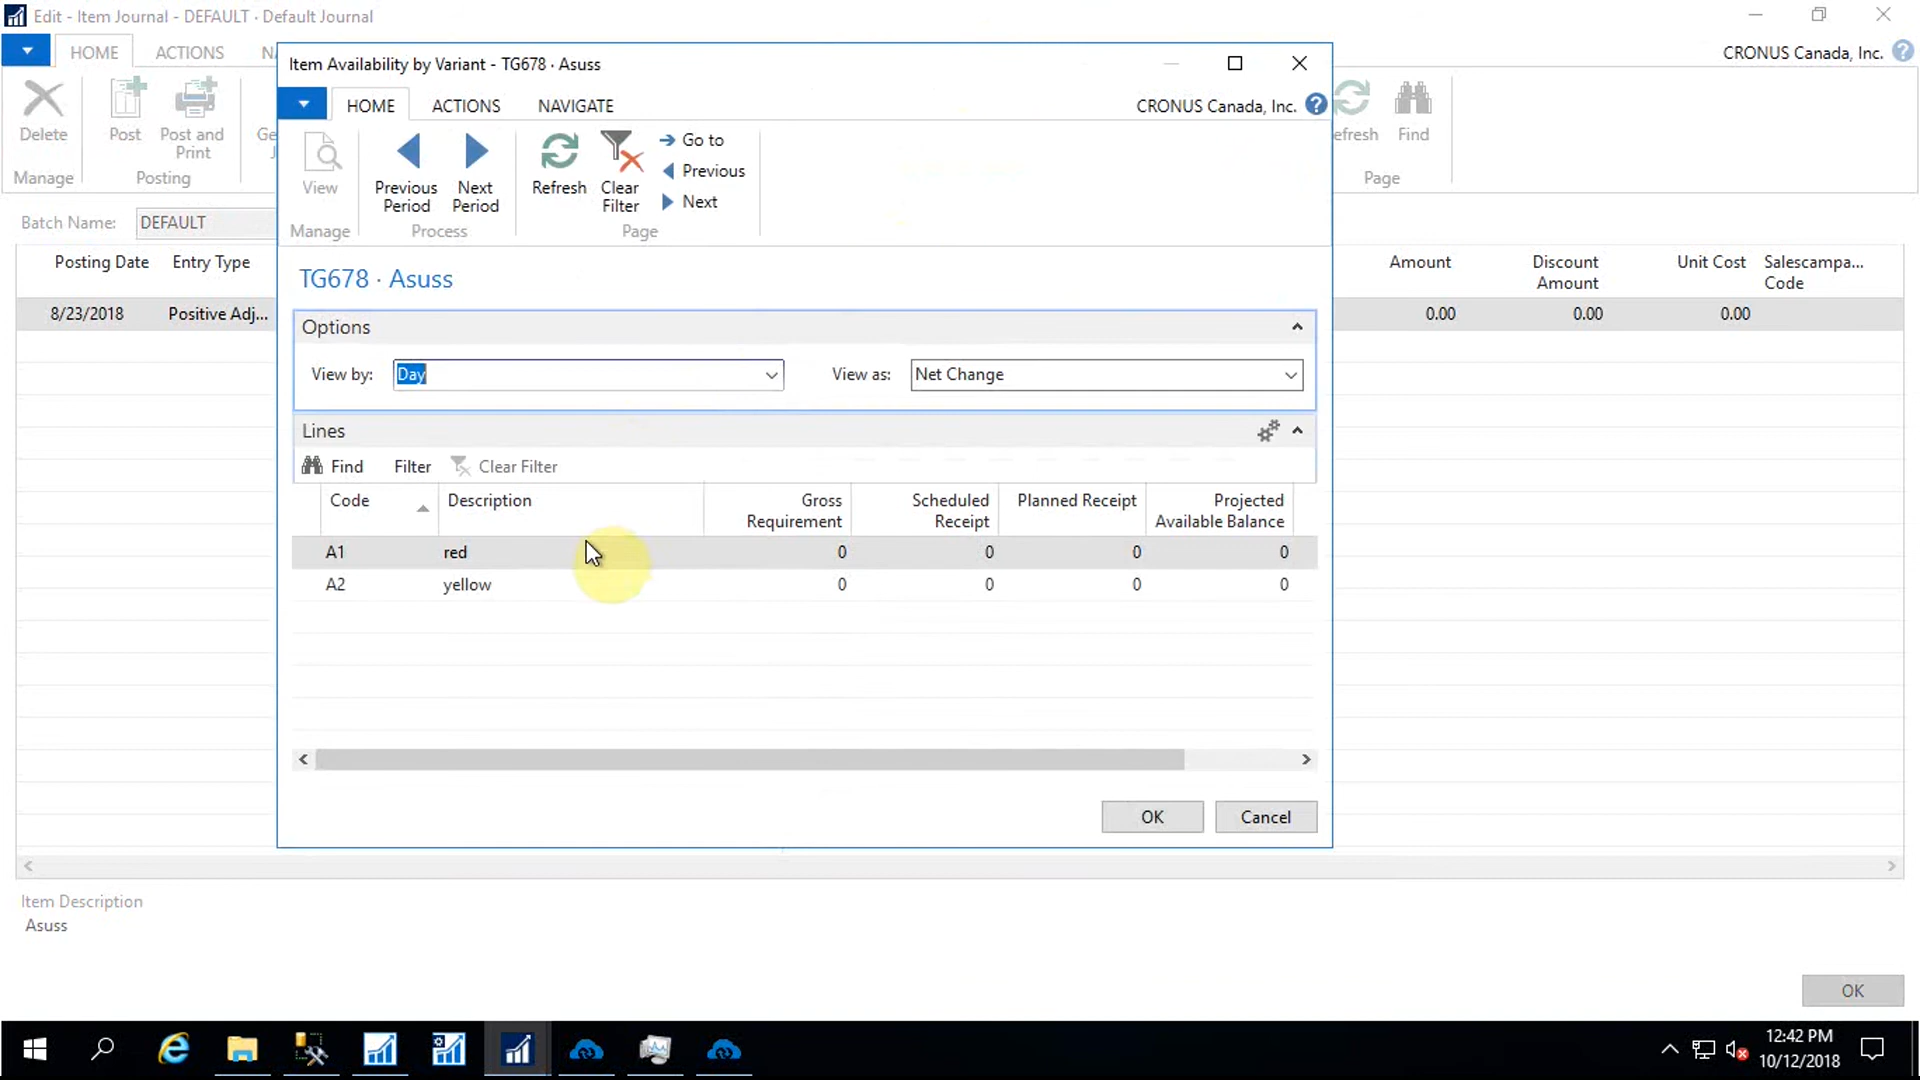 Edit - Item Journal - DEFAULT · Default Journal
HOME ACTIONS NA
CRONUS Canada, Inc.
Delete
Post
Post and
Print
Ge
J
Manage
Posting
efresh
Find
Page
Batch Name: DEFAULT
Posting Date
Entry Type
Amount
Discount
Amount
Unit Cost
Salescampa...
Code
8/23/2018 Positive Adj... 0.00 0.00 0.00
Item Availability by Variant - TG678 · Asuss
HOME ACTIONS NAVIGATE
CRONUS Canada, Inc.
View
Previous
Period
Next
Period
Refresh
Clear
Filter
Go to
Previous
Next
Manage
Process
Page
TG678 · Asuss
Options
View by: Day View as: Net Change
Lines
Find Filter Clear Filter
Code
Description
Gross
Requirement
Scheduled
Receipt
Planned Receipt
Projected
Available Balance
A1 red 0 0 0 0
A2 yellow 0 0 0 0
OK Cancel
Item Description
Asuss
OK
12:42 PM
10/12/2018